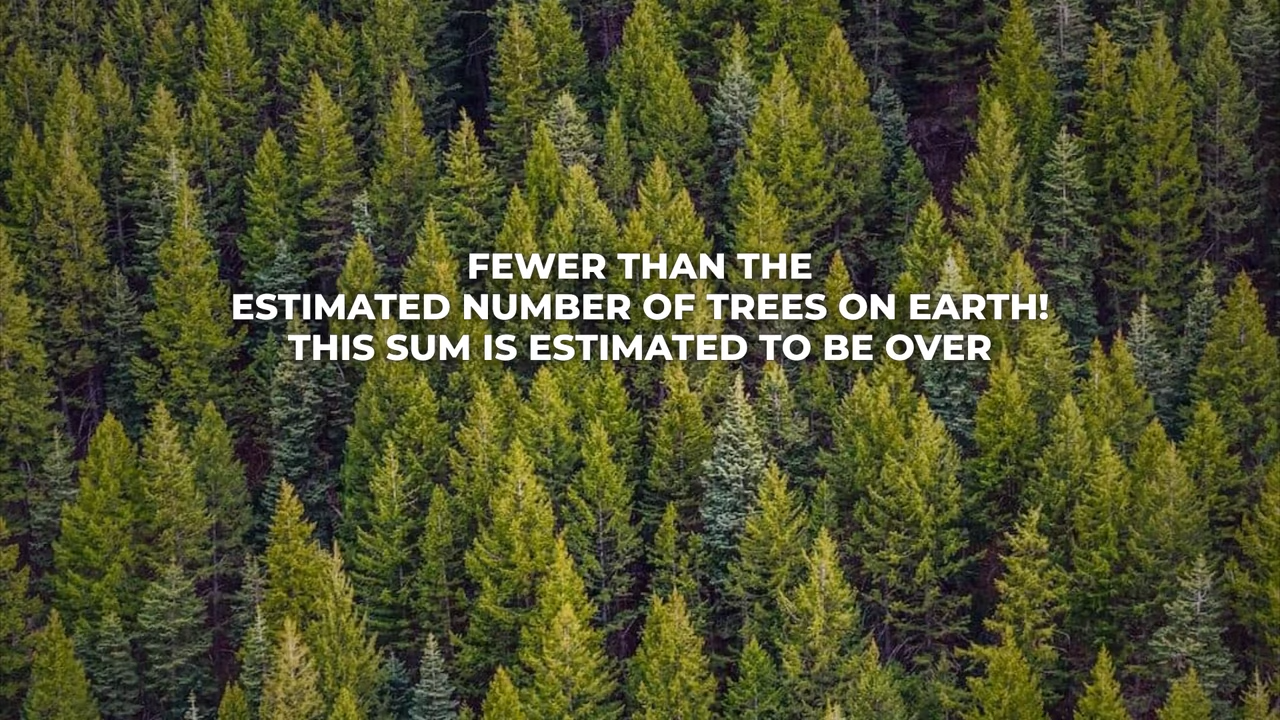 FEWER THAN THE
ESTIMATED NUMBER OF TREES ON EARTH!
THIS SUM IS ESTIMATED TO BE OVER